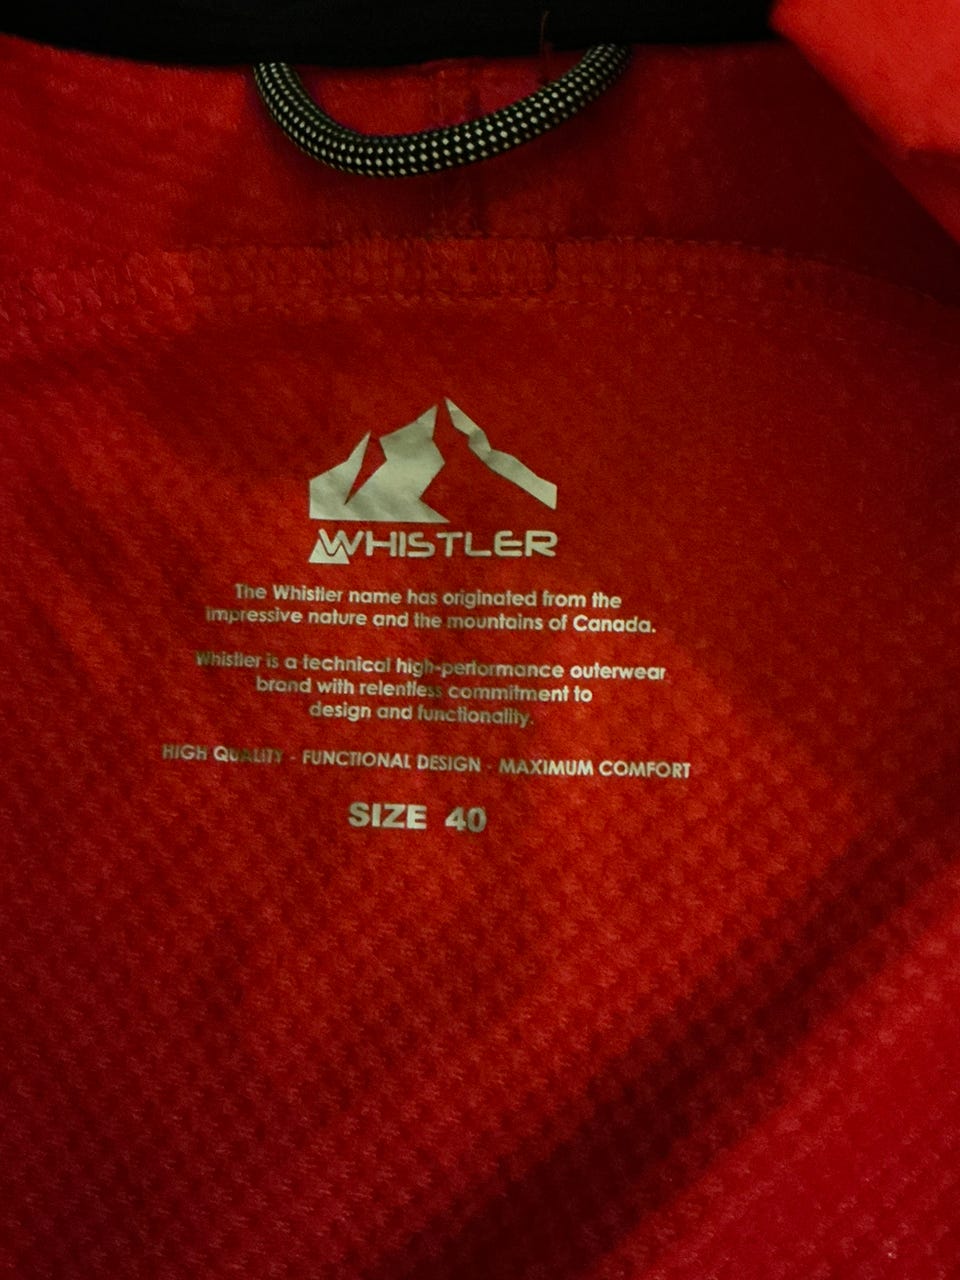 WHISTLER
The Whistler name has originated from the
impressive nature and the mountains of Canada.
Whistler is a technical high-performance outerwear
brand with relentless commitment to
design and functionality.
HIGH QUALITY - FUNCTIONAL DESIGN - MAXIMUM COMFORT
SIZE 40